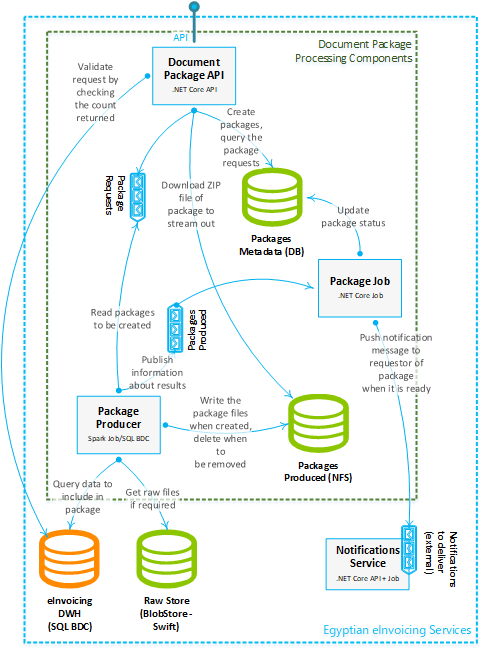 API
Document Package
Processing Components
Document
Package API
.NET Core API
Validate
request by
checking
the count
returned
Create
packages,
query the
package
requests
Package
Requests
Download ZIP
file of
package to
stream out
Packages
Metadata (DB)
Update
package status
Package Job
.NET Core Job
Read packages
to be created
Packages
Produced
Publish
information
about results
Push notification
message to
requestor of
package
when it is ready
Package
Producer
Spark Job/SQL BDC
Write the
package files
when created,
delete when
to be
removed
Packages
Produced (NFS)
Query data to
include in
package
Get raw files
if required
eInvoicing
DWH
(SQL BDC)
Raw Store
(BlobStore -
Swift)
Notifications
Service
.NET Core API + Job
Notifications
to deliver
(external)
Egyptian eInvoicing Services